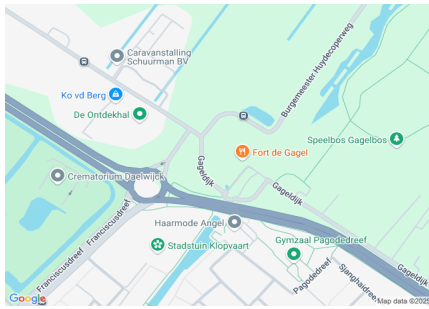 Caravanstalling
Schuurman BV
Burgemeester Huydecoperweg
Ko vd Berg
De Ontdekhal
Speelbos Gagelbos
Fort de Gagel
Gageldijk
Crematorium Daelwijck
Gageldijk
Franciscusdreef
Haarmode Angel
Stadstuin Klopvaart
Gymzaal Pagodedreef
Gageldijk
Franciscusdreef
Pagodedreef
Sjanghaidree
Google
Map data ©2025